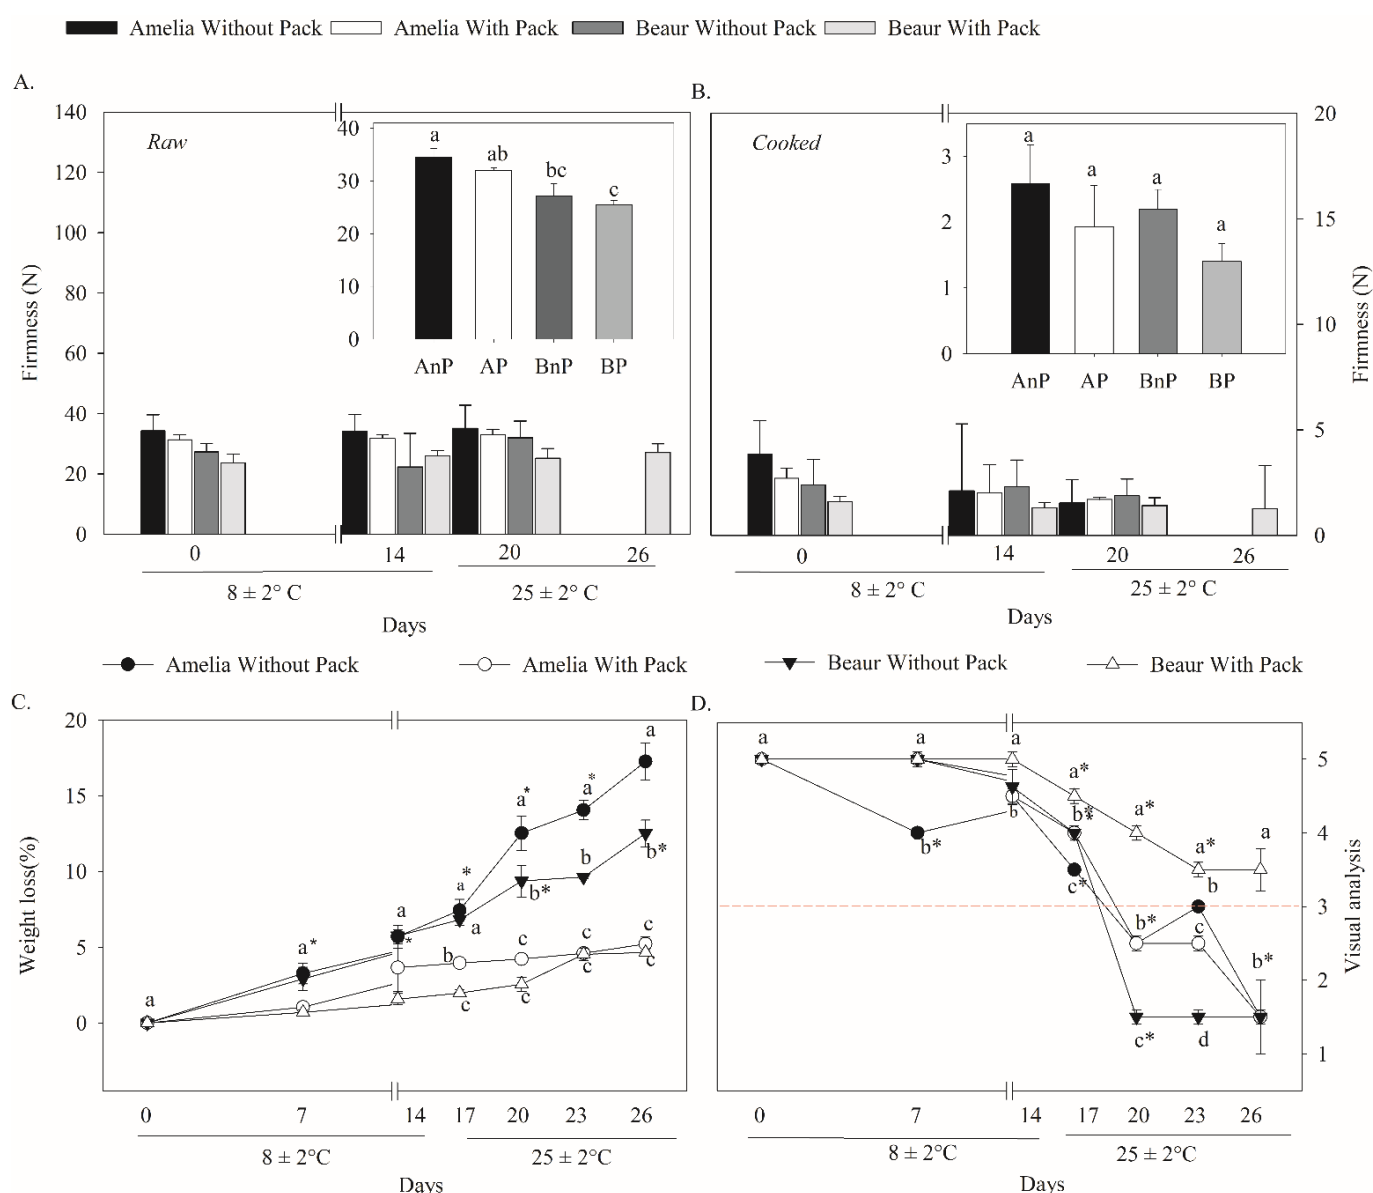 Amelia Without Pack Amelia With Pack Beaur Without Pack Beaur With Pack
A.
140
120
100
80
60
40
20
0
Firmness (N)
Raw
40
30
20
10
0
a ab bc c
AnP AP BnP BP
0 14 20 26
8 ± 2° C 25 ± 2° C
Days
B.
Cooked
3
2
1
0
a a a a
AnP AP BnP BP
20
15
10
5
0
Firmness (N)
0 14 20 26
8 ± 2° C 25 ± 2° C
Days
Amelia Without Pack Amelia With Pack Beaur Without Pack Beaur With Pack
C.
20
15
10
5
0
Weight loss(%)
a
a*
a
*
a*
a
b
c
a*
b*
c
c
a*
b
c
c
a
b*
c
c
0 7 14 17 20 23 26
8 ± 2°C 25 ± 2°C
Days
D.
5
4
3
2
1
Visual analysis
a
a
b*
a
b
a*
b*
c*
a*
b*
c*
a*
b
c
d
a
b*
0 7 14 17 20 23 26
8 ± 2°C 25 ± 2°C
Days